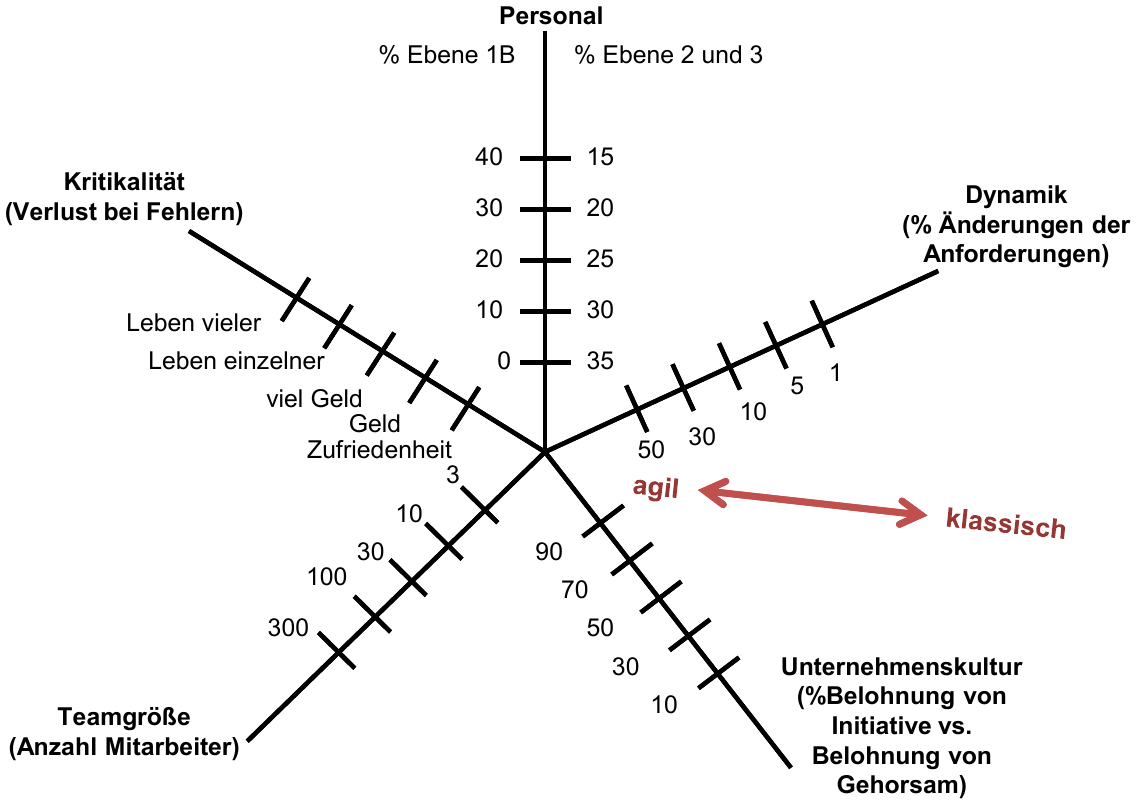 Personal
% Ebene 1B
% Ebene 2 und 3
40
15
30
20
20
25
10
30
0
35
Kritikalität
(Verlust bei Fehlern)
Leben vieler
Leben einzelner
viel Geld
Geld
Zufriedenheit
Dynamik
(% Änderungen der
Anforderungen)
1
5
10
30
50
agil
klassisch
3
10
30
100
300
Teamgröße
(Anzahl Mitarbeiter)
90
70
50
30
10
Unternehmenskultur
(%Belohnung von
Initiative vs.
Belohnung von
Gehorsam)